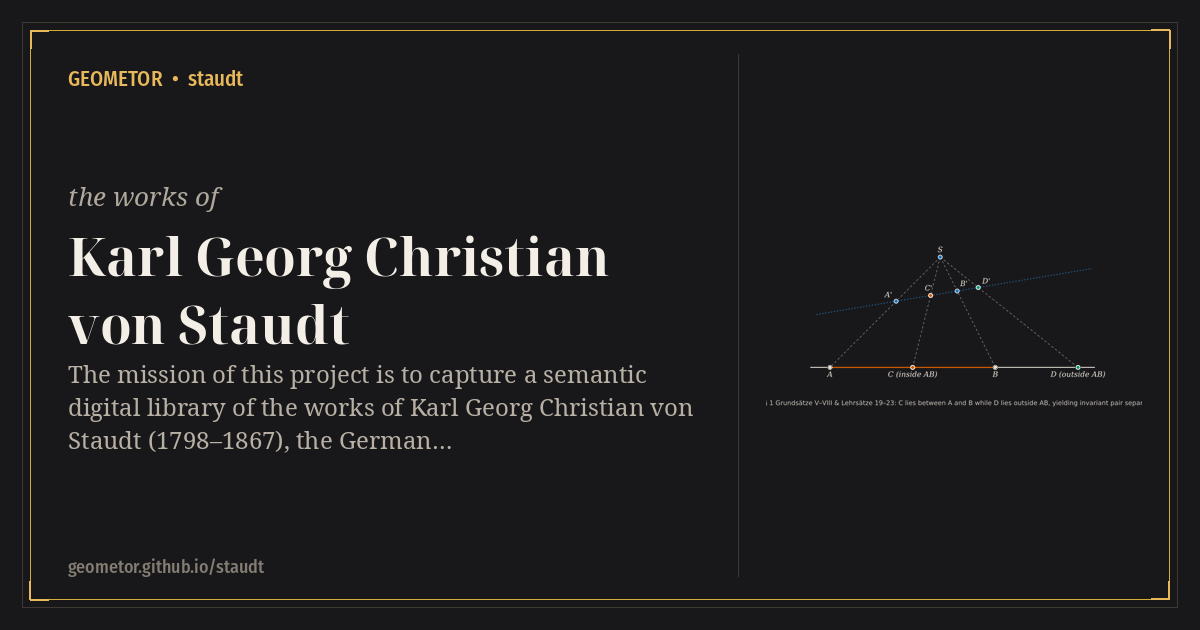 GEOMETOR • staudt
the works of
Karl Georg Christian
von Staudt
The mission of this project is to capture a semantic
digital library of the works of Karl Georg Christian von
Staudt (1798–1867), the German…
geometor.github.io/staudt
S
A' C' B' D'
A C (inside AB) B D (outside AB)
1 Grundsätze V–VIII & Lehrsätze 19–23: C lies between A and B while D lies outside AB, yielding invariant pair